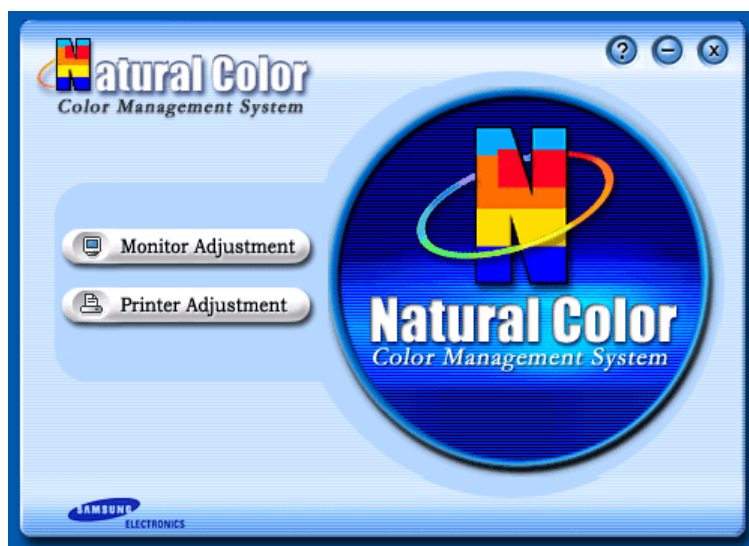 Natural Color
Color Management System
? - x
Monitor Adjustment
Printer Adjustment
N
Natural Color
Color Management System
SAMSUNG
ELECTRONICS